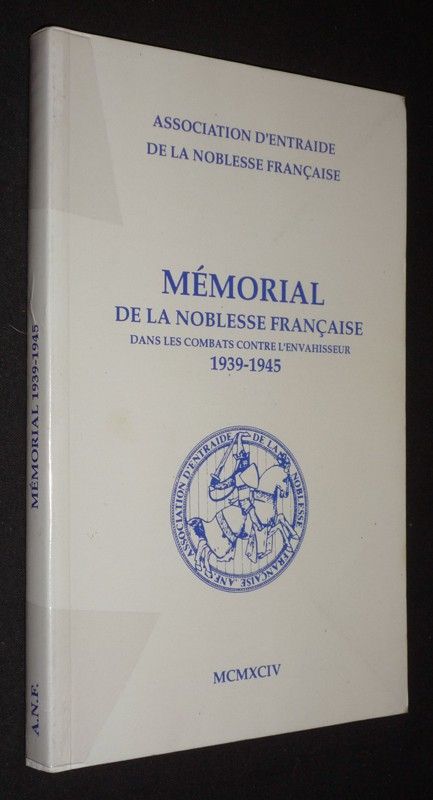 ASSOCIATION D'ENTRAIDE
DE LA NOBLESSE FRANÇAISE
MÉMORIAL
DE LA NOBLESSE FRANÇAISE
DANS LES COMBATS CONTRE L'ENVAHISSEUR
1939-1945
ASSOCIATION D'ENTRAIDE DE LA NOBLESSE FRANÇAISE ANF
MCMXCIV
MÉMORIAL 1939-1945
A.N.F.